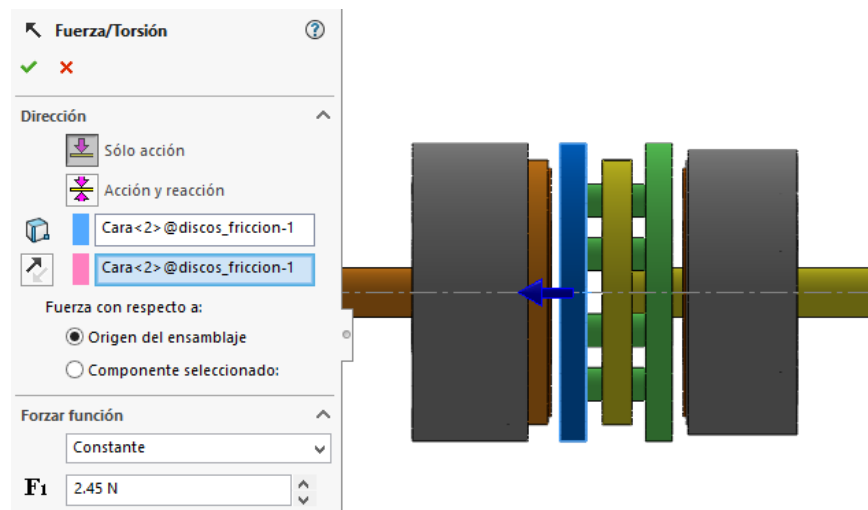 Fuerza/Torsión
Dirección
Sólo acción
Acción y reacción
Cara<2>@discos_friccion-1
Cara<2>@discos_friccion-1
Fuerza con respecto a:
Origen del ensamblaje
Componente seleccionado:
Forzar función
Constante
F1 2.45 N